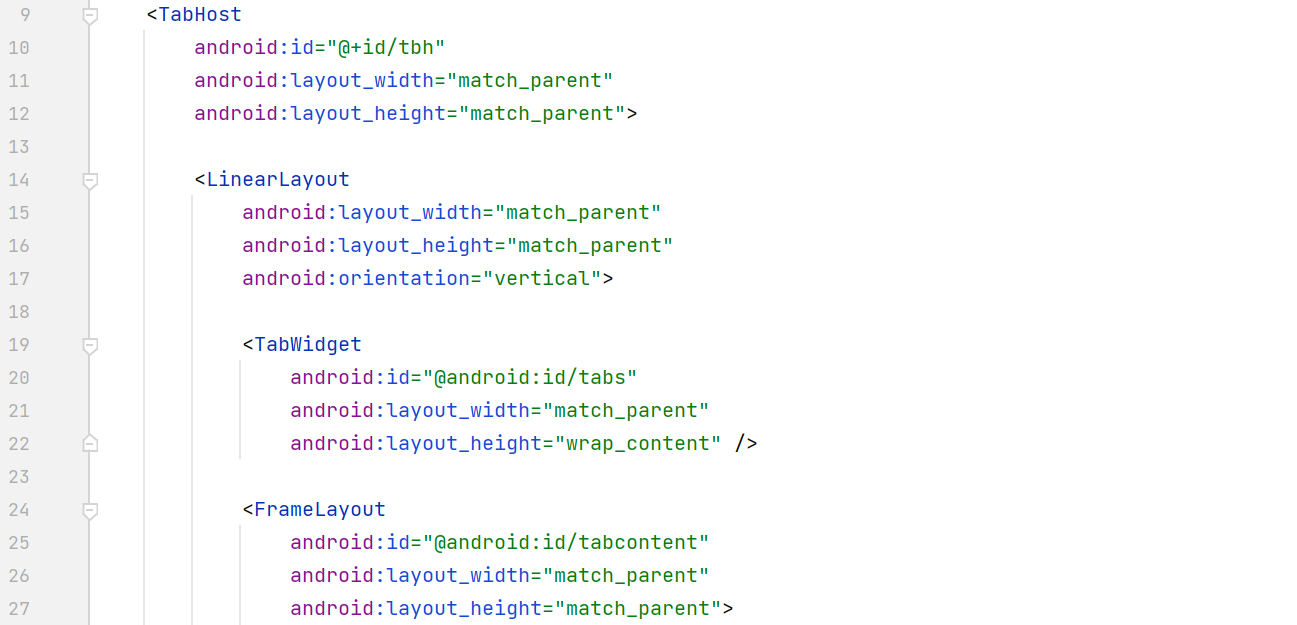 9 <TabHost
10 android:id="@+id/tbh"
11 android:layout_width="match_parent"
12 android:layout_height="match_parent">
13
14 <LinearLayout
15 android:layout_width="match_parent"
16 android:layout_height="match_parent"
17 android:orientation="vertical">
18
19 <TabWidget
20 android:id="@android:id/tabs"
21 android:layout_width="match_parent"
22 android:layout_height="wrap_content" />
23
24 <FrameLayout
25 android:id="@android:id/tabcontent"
26 android:layout_width="match_parent"
27 android:layout_height="match_parent">